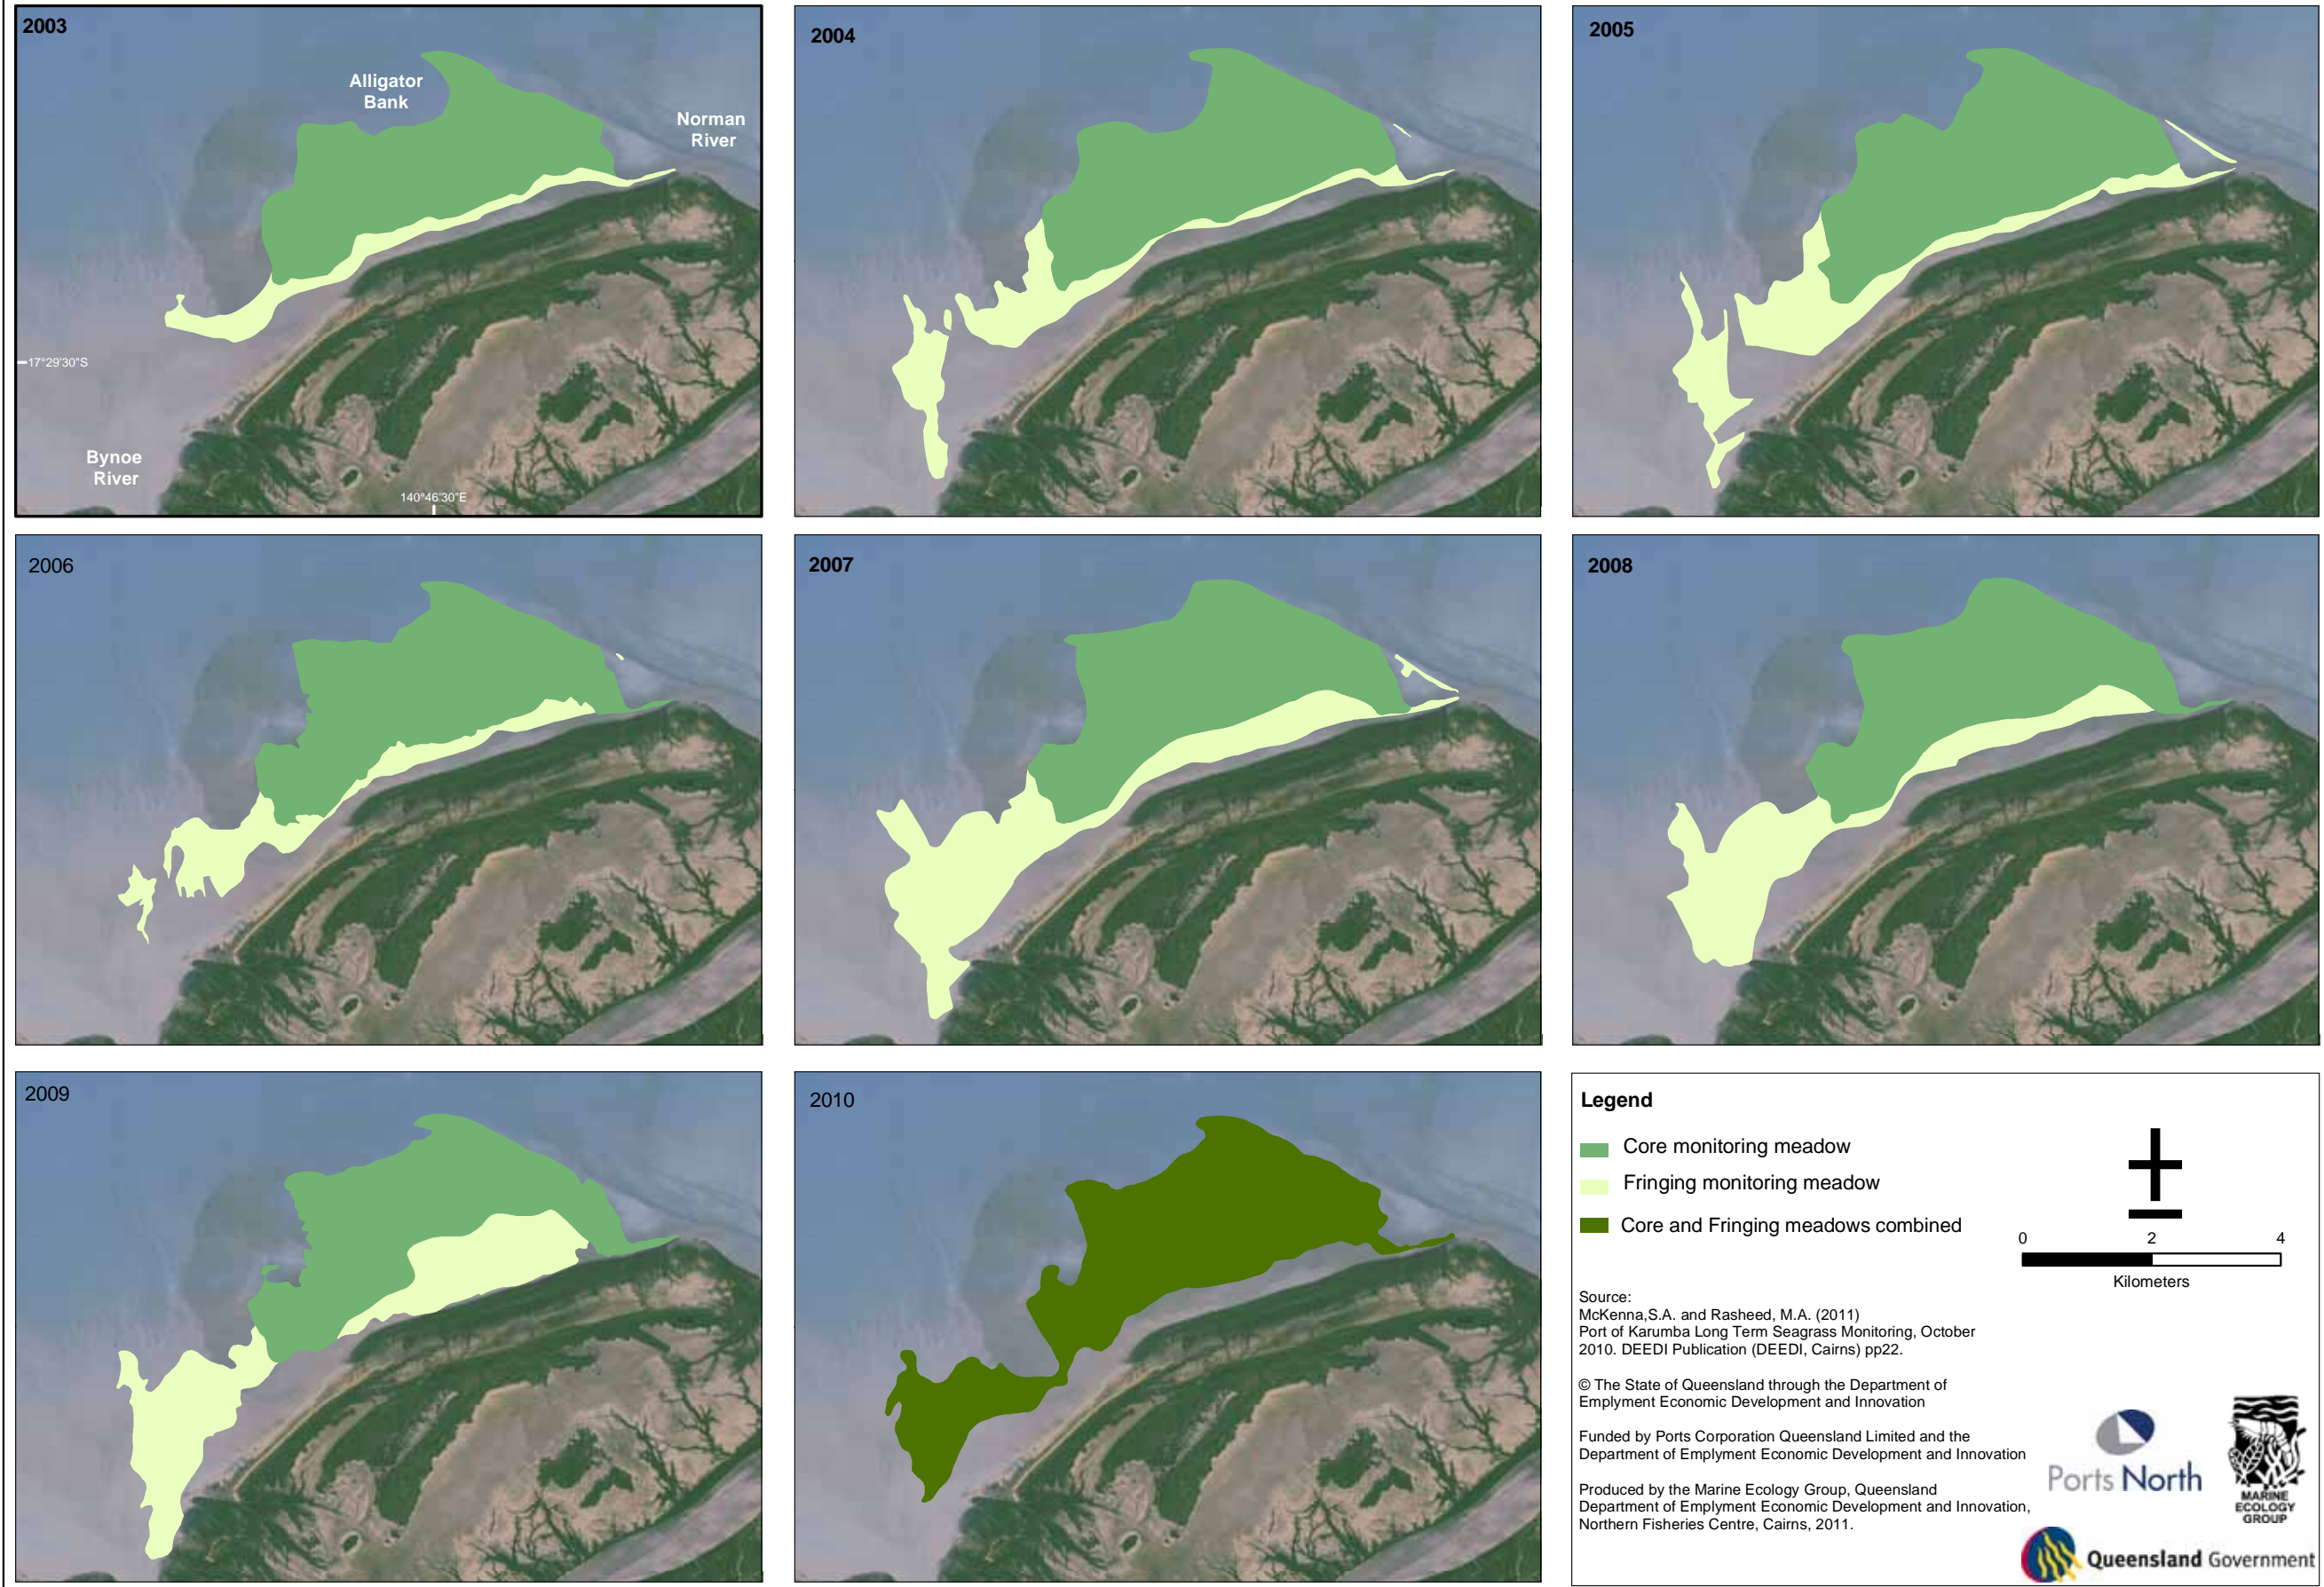 2003
Alligator
Bank
Norman
River
17°29'30"S
Bynoe
River
140°46'30"E
2004
2005
2006
2007
2008
2009
2010
Legend
Core monitoring meadow
Fringing monitoring meadow
Core and Fringing meadows combined
0 2 4
Kilometers
Source:
McKenna,S.A. and Rasheed, M.A. (2011)
Port of Karumba Long Term Seagrass Monitoring, October
2010. DEEDI Publication (DEEDI, Cairns) pp22.
© The State of Queensland through the Department of
Emplyment Economic Development and Innovation
Funded by Ports Corporation Queensland Limited and the
Department of Emplyment Economic Development and Innovation
Produced by the Marine Ecology Group, Queensland
Department of Emplyment Economic Development and Innovation,
Northern Fisheries Centre, Cairns, 2011.
Ports North
MARINE
ECOLOGY
GROUP
Queensland Government